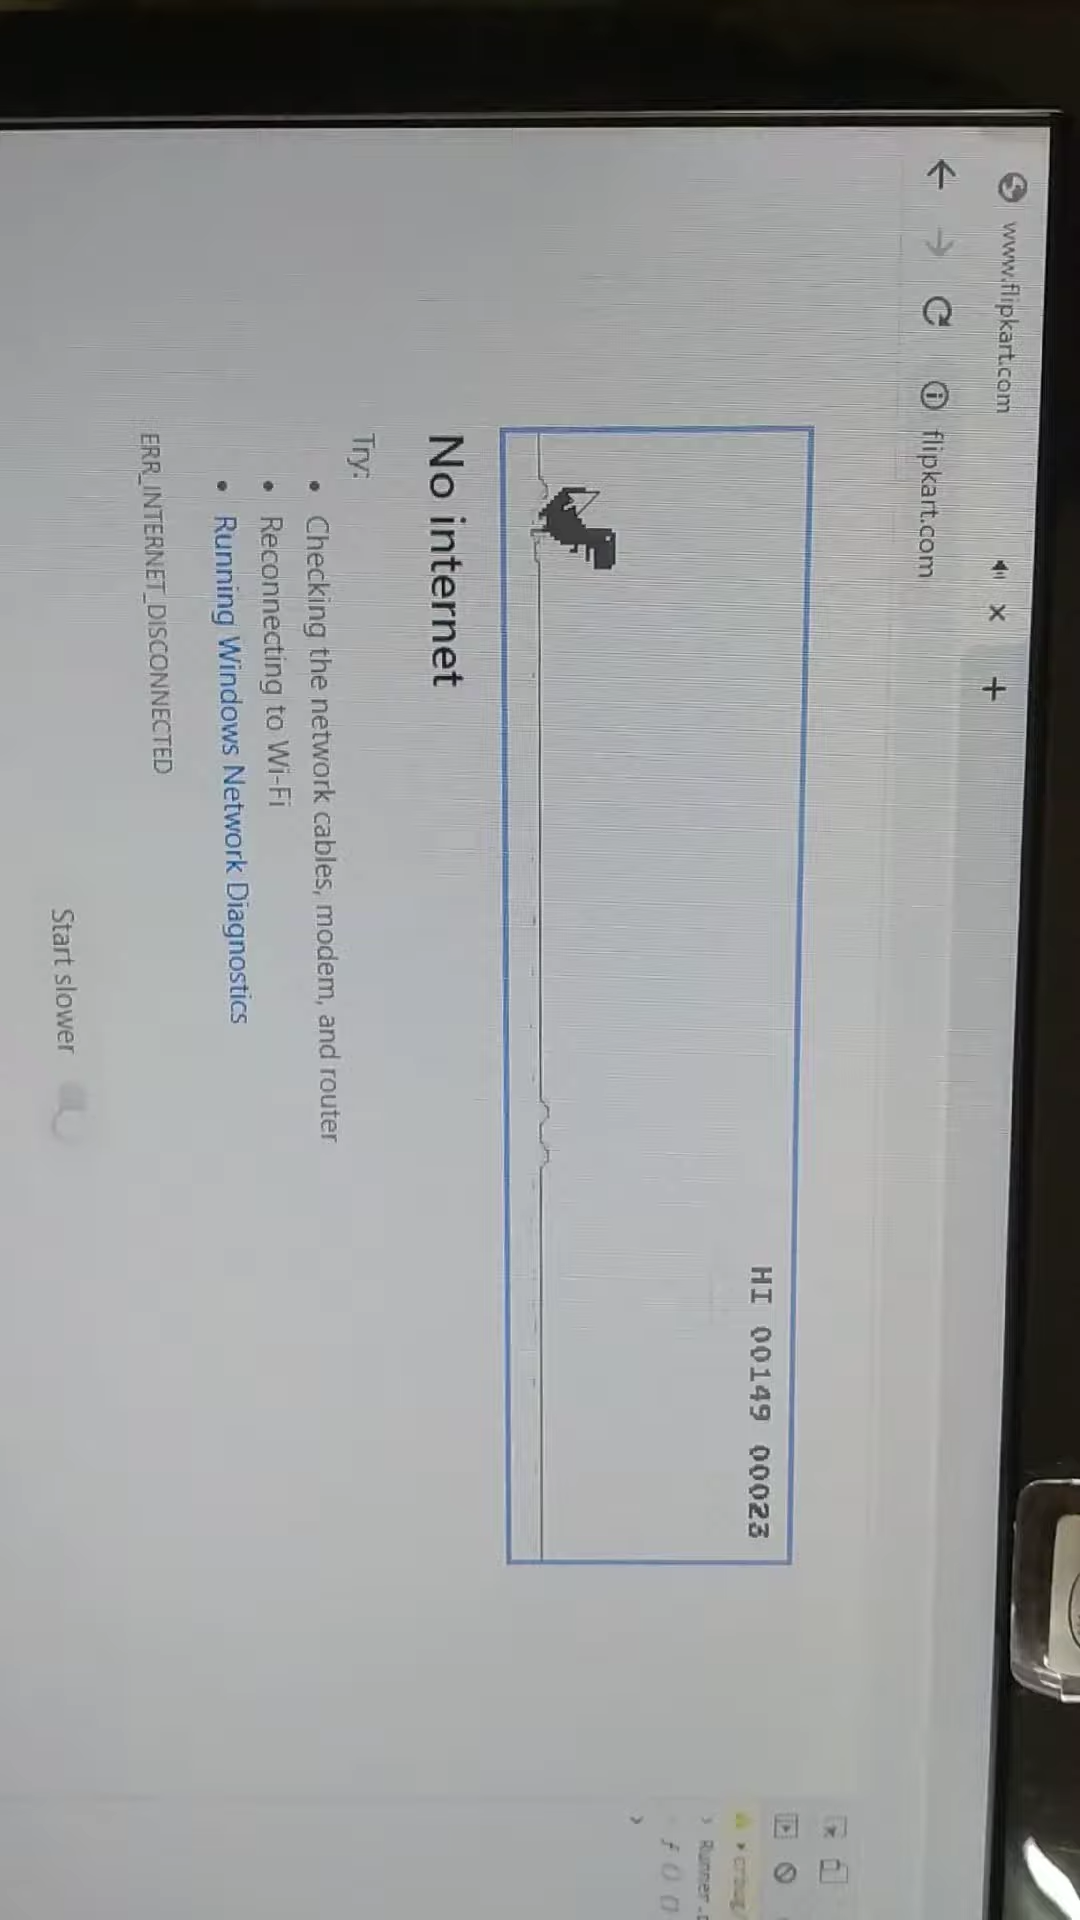 www.flipkart.com
flipkart.com
HI 00149 00023
No internet
Try:
• Checking the network cables, modem, and router
• Reconnecting to Wi-Fi
• Running Windows Network Diagnostics
ERR_INTERNET_DISCONNECTED
Start slower
Runner